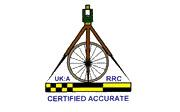 UK:A RRC
CERTIFIED ACCURATE